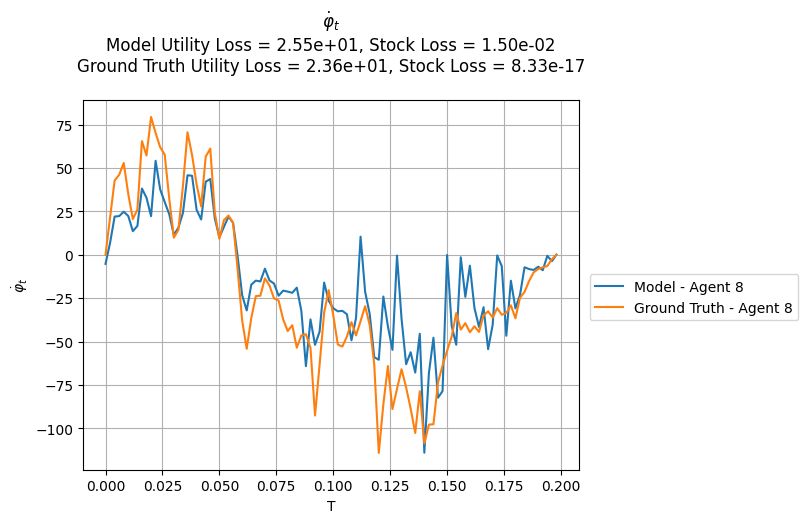 φ̇ₜ
Model Utility Loss = 2.55e+01, Stock Loss = 1.50e-02
Ground Truth Utility Loss = 2.36e+01, Stock Loss = 8.33e-17
75
50
25
0
−25
−50
−75
−100
φ̇ₜ
0.000 0.025 0.050 0.075 0.100 0.125 0.150 0.175 0.200
T
Model - Agent 8
Ground Truth - Agent 8